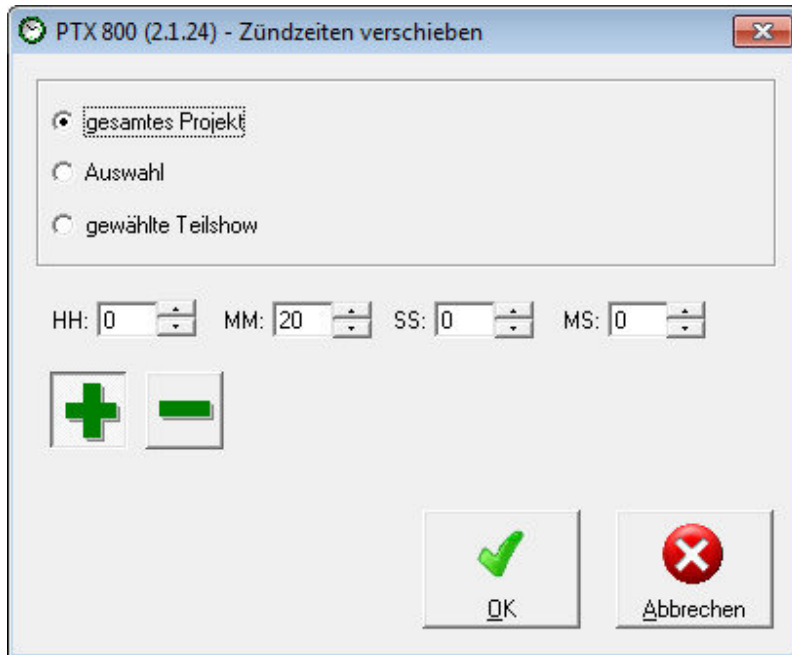 PTX 800 (2.1.24) - Zündzeiten verschieben
gesamtes Projekt
Auswahl
gewählte Teilshow
HH: 0 MM: 20 SS: 0 MS: 0
OK Abbrechen